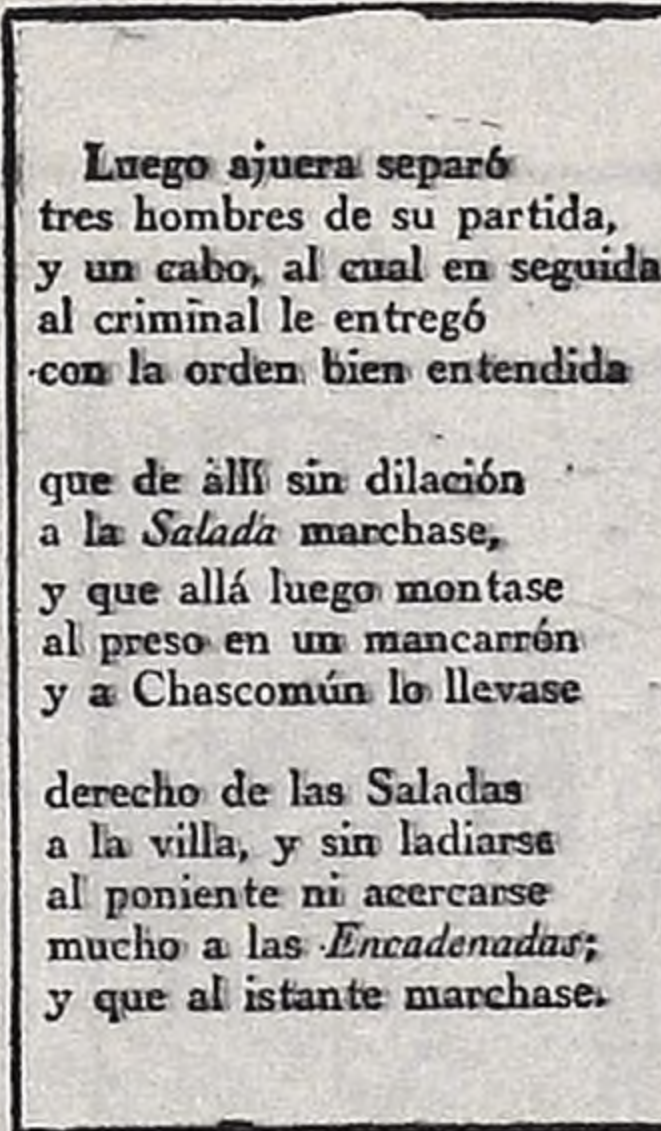 Luego ajuera separó
tres hombres de su partida,
y un cabo, al cual en seguida
al criminal le entregó
con la orden bien entendida
que de allí sin dilación
a la Salada marchase,
y que allá luego montase
al preso en un mancarrón
y a Chascomún lo llevase
derecho de las Saladas
a la villa, y sin ladiarse
al poniente ni acercarse
mucho a las Encadenadas;
y que al istante marchase.